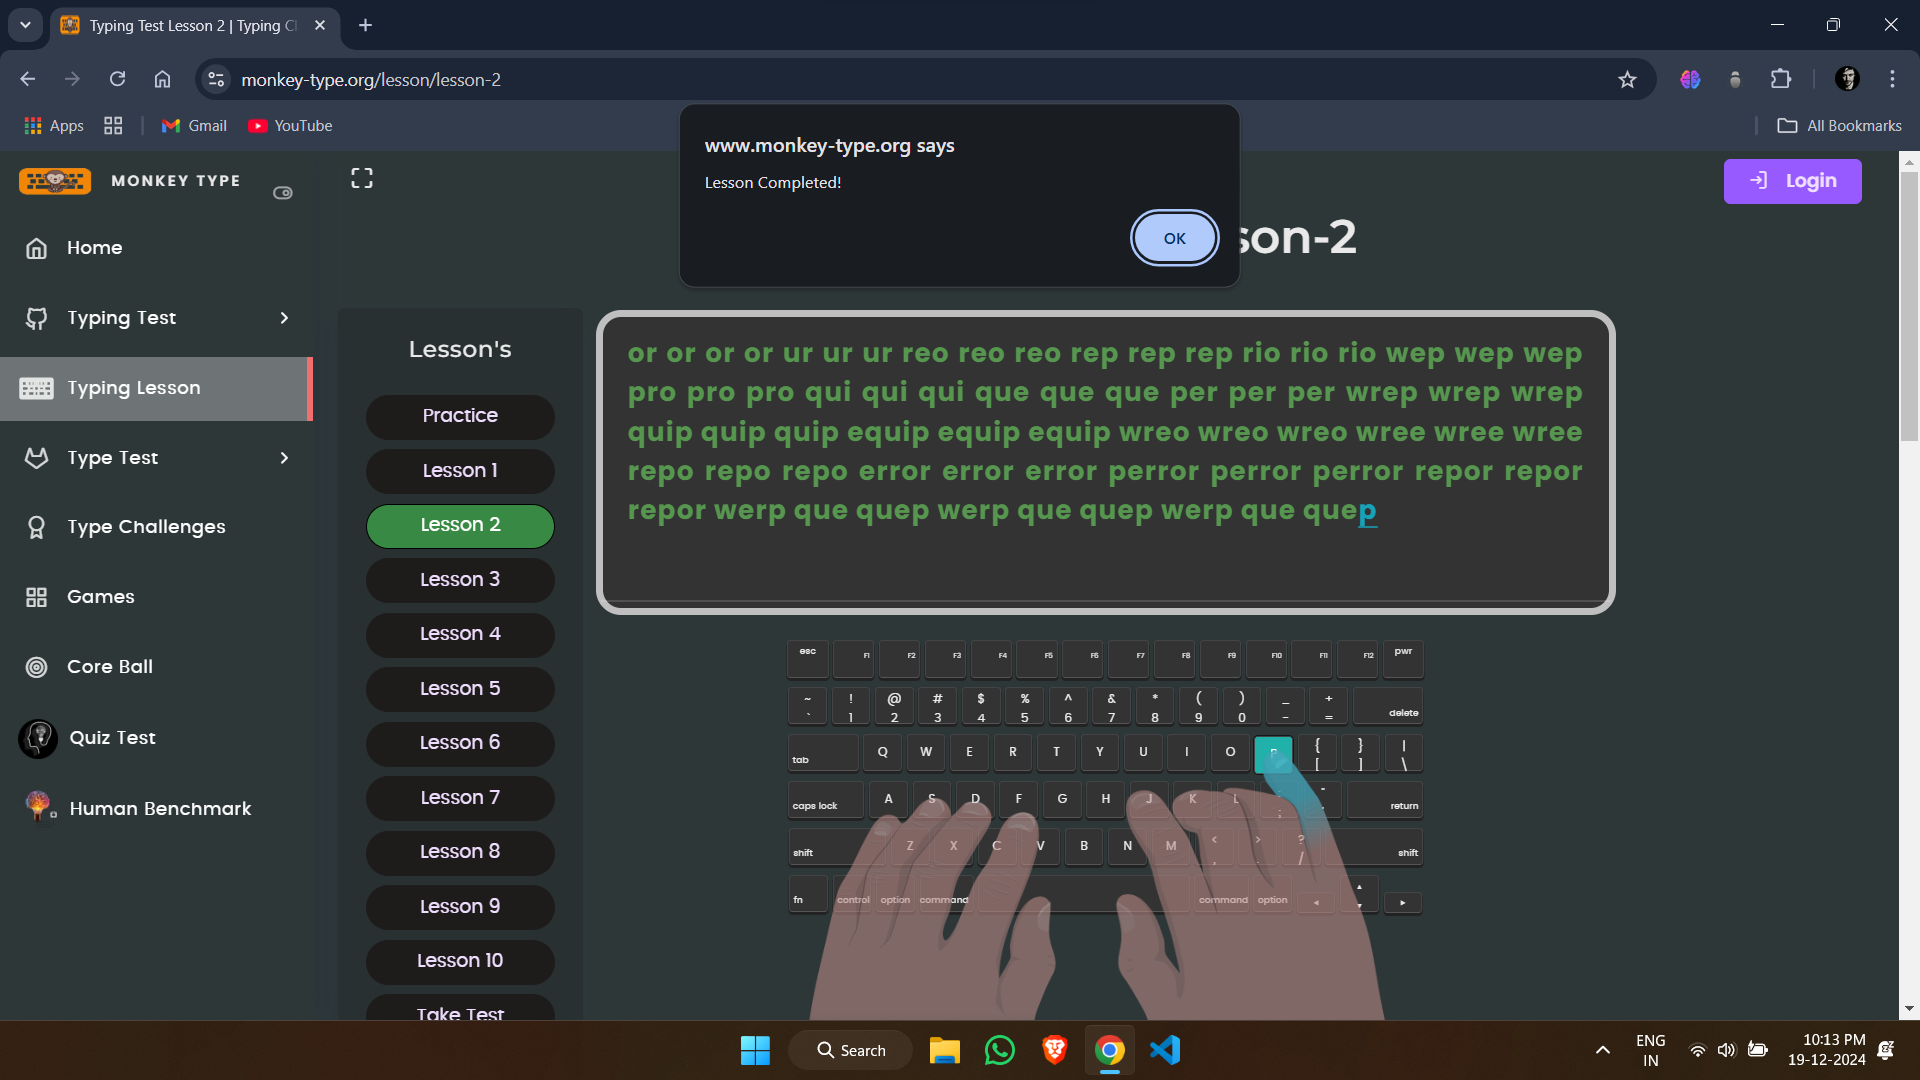 Typing Test Lesson 2 | Typing Cl
monkey-type.org/lesson/lesson-2
Apps
Gmail
YouTube
All Bookmarks
www.monkey-type.org says
Lesson Completed!
OK
MONKEY TYPE
Login
son-2
Home
Typing Test
Typing Lesson
Type Test
Type Challenges
Games
Core Ball
Quiz Test
Human Benchmark
Lesson's
Practice
Lesson 1
Lesson 2
Lesson 3
Lesson 4
Lesson 5
Lesson 6
Lesson 7
Lesson 8
Lesson 9
Lesson 10
Take Test
or or or or ur ur ur reo reo reo rep rep rep rio rio rio wep wep wep
pro pro pro qui qui qui que que que per per per wrep wrep wrep
quip quip quip equip equip equip wreo wreo wreo wree wree wree
repo repo repo error error error perror perror perror repor repor
repor werp que quep werp que quep werp que quep
esc F1 F2 F3 F4 F5 F6 F7 F8 F9 F10 F11 F12 pwr
~ ! @ # $ % ^ & * ( ) _ +
` 1 2 3 4 5 6 7 8 9 0 - = delete
tab Q W E R T Y U I O P { } |
[ ] \
caps lock A S D F G H J K L : "
; return
shift Z X C V B N M < > ?
, . / shift
fn control option command command option
Search
ENG
IN
10:13 PM
19-12-2024